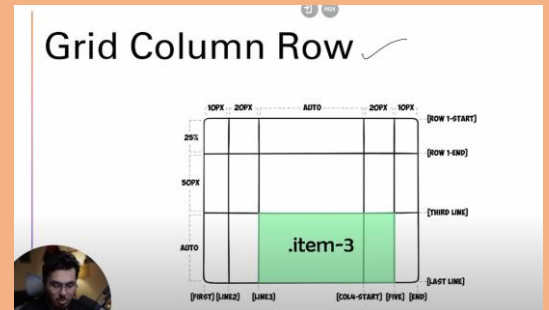 Grid Column Row
10PX 20PX AUTO 20PX 10PX
[ROW 1-START]
25%
[ROW 1-END]
50PX
[THIRD LINE]
AUTO
.item-3
[LAST LINE]
[FIRST] [LINE2] [LINE3] [COL4-START] [FIVE] [END]